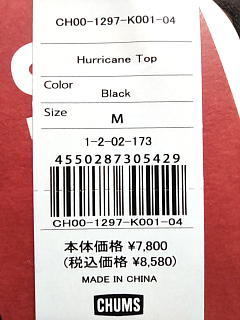 CH00-1297-K001-04
Hurricane Top
Color
Black
Size
M
1-2-02-173
4550287305429
CH00-1297-K001-04
本体価格 ¥7,800
(税込価格 ¥8,580)
MADE IN CHINA
CHUMS